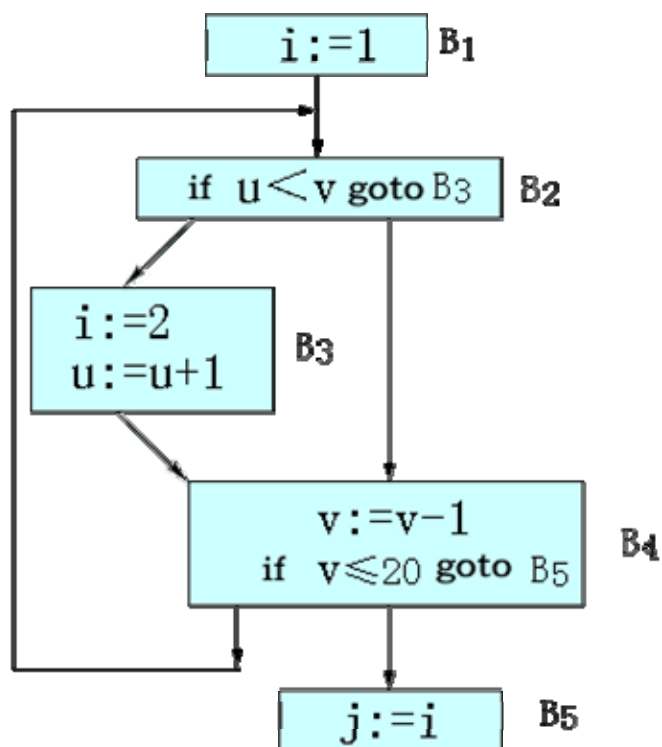 i:=1 B1
if u<v goto B3 B2
i:=2
u:=u+1
B3
v:=v-1
if v≤20 goto B5
B4
j:=i B5